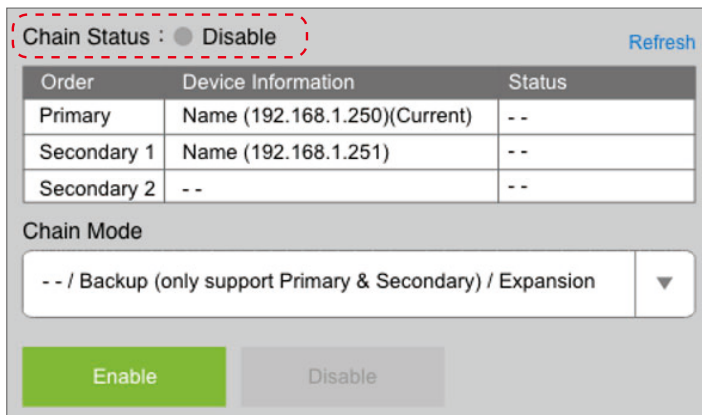 Chain Status : Disable
Refresh
Order Device Information Status
Primary Name (192.168.1.250)(Current) - -
Secondary 1 Name (192.168.1.251) - -
Secondary 2 - - - -
Chain Mode
- - / Backup (only support Primary & Secondary) / Expansion
Enable Disable